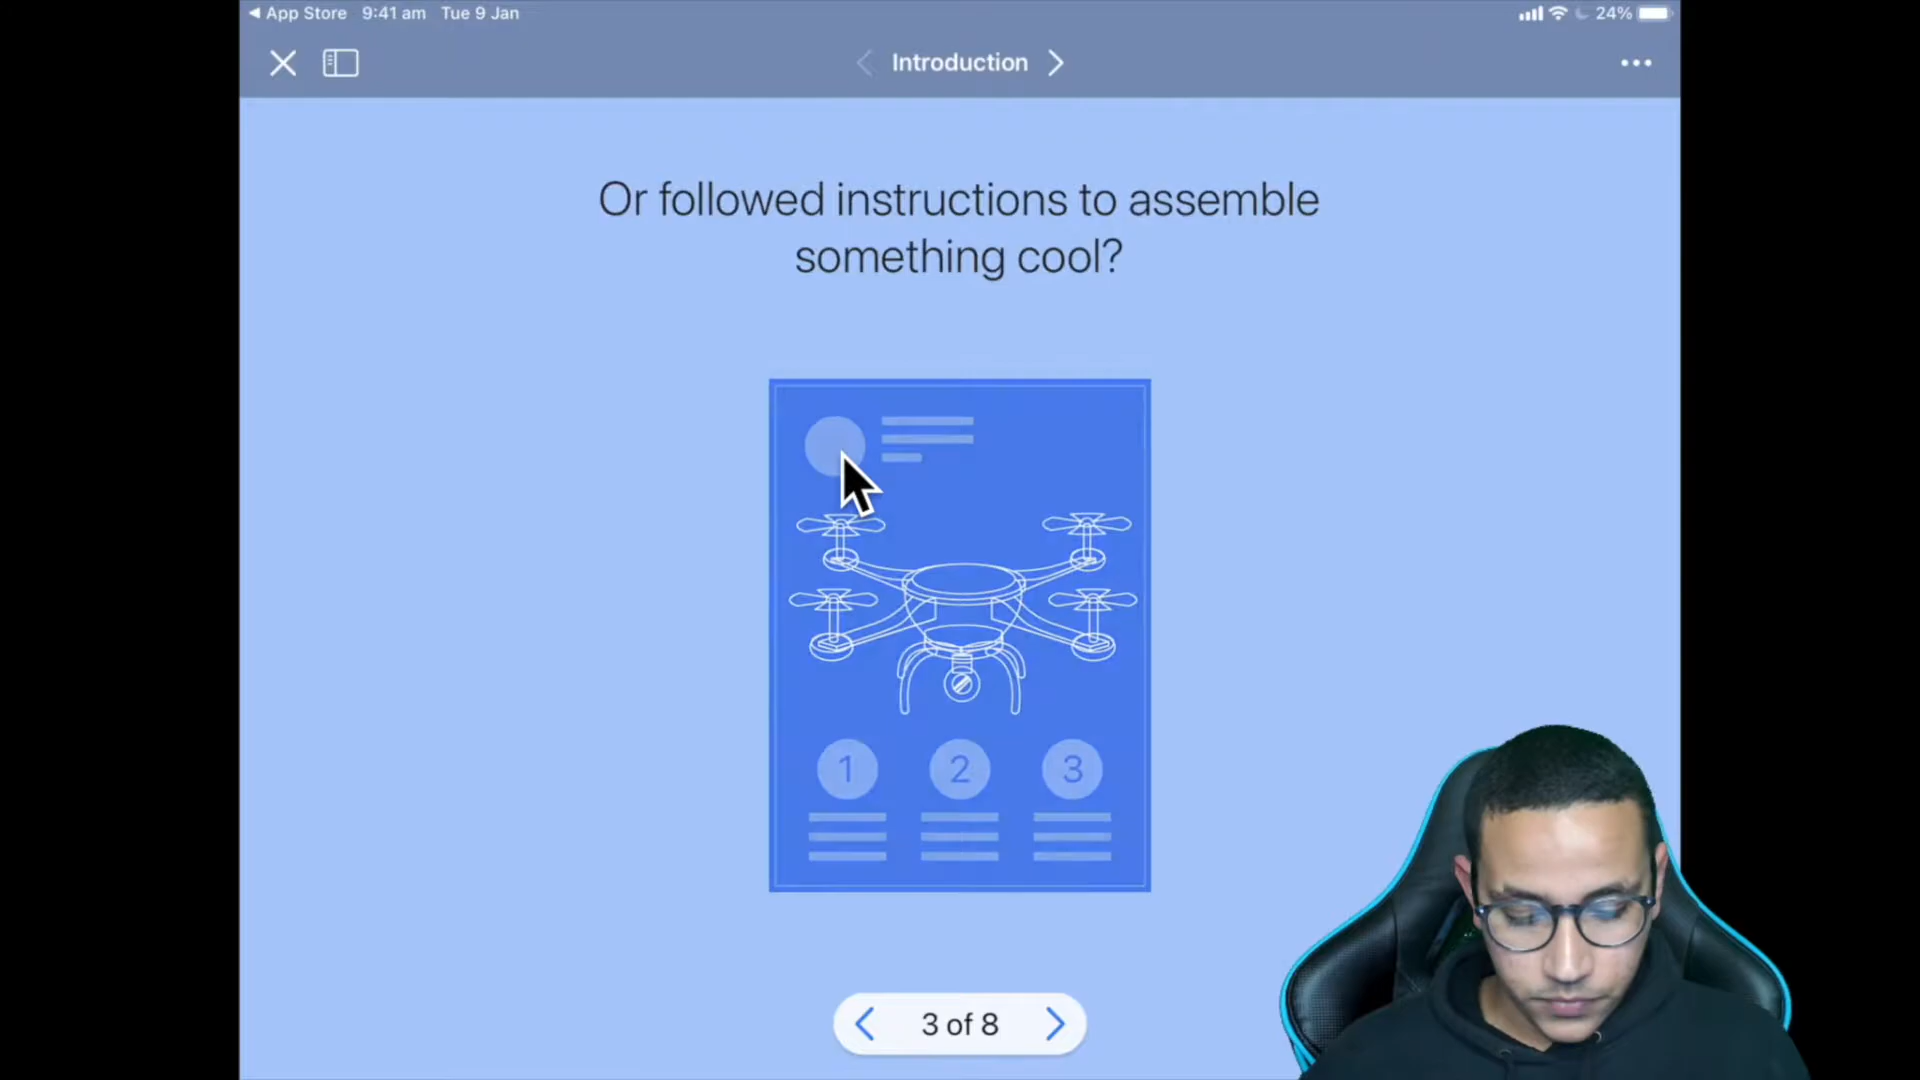 App Store 9:41 am Tue 9 Jan
24%
Introduction
Or followed instructions to assemble
something cool?
1 2 3
3 of 8